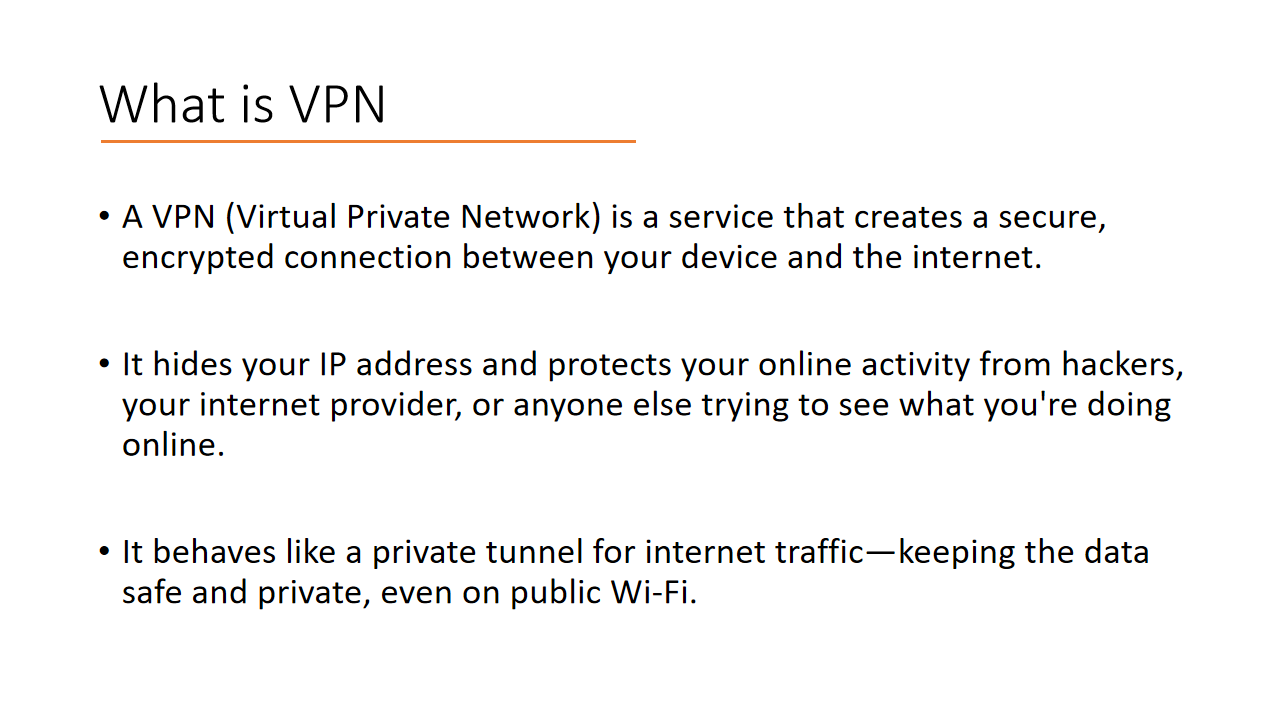 What is VPN
• A VPN (Virtual Private Network) is a service that creates a secure,
encrypted connection between your device and the internet.
• It hides your IP address and protects your online activity from hackers,
your internet provider, or anyone else trying to see what you're doing
online.
• It behaves like a private tunnel for internet traffic—keeping the data
safe and private, even on public Wi-Fi.